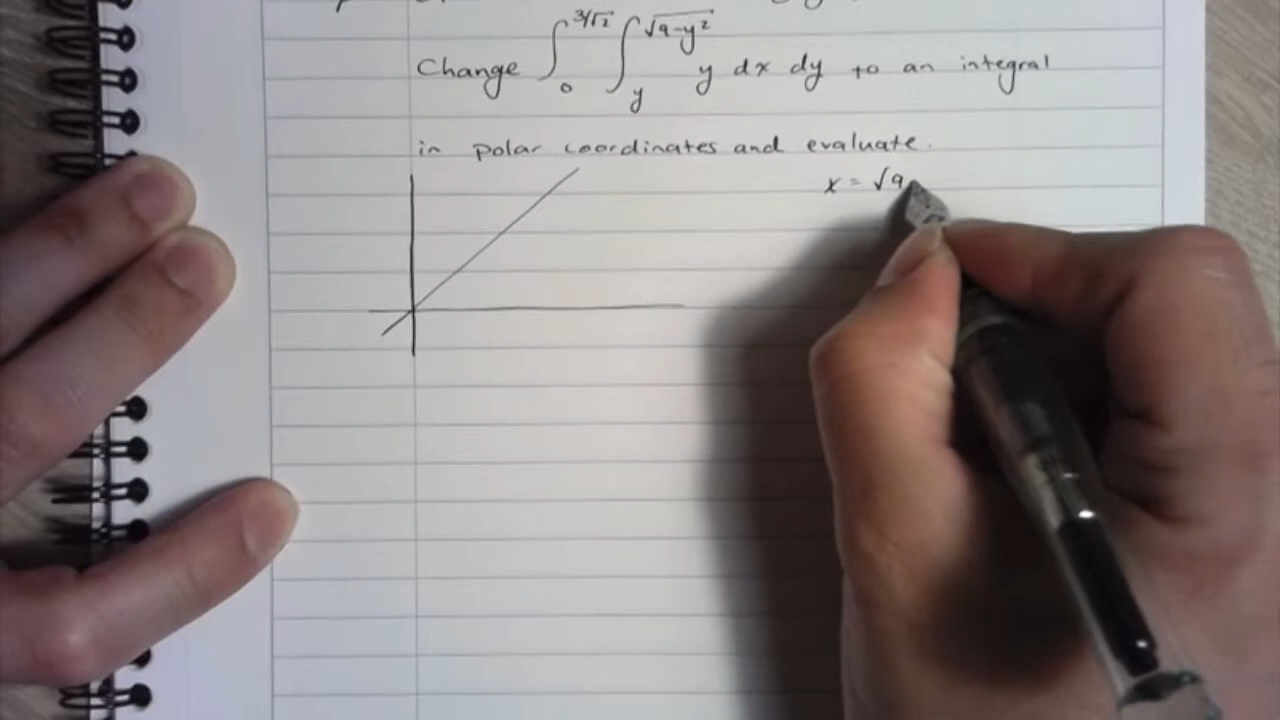 Change ∫₀^{3/√2} ∫_y^{√9-y²} y dx dy to an integral
in polar coordinates and evaluate.
x = √9